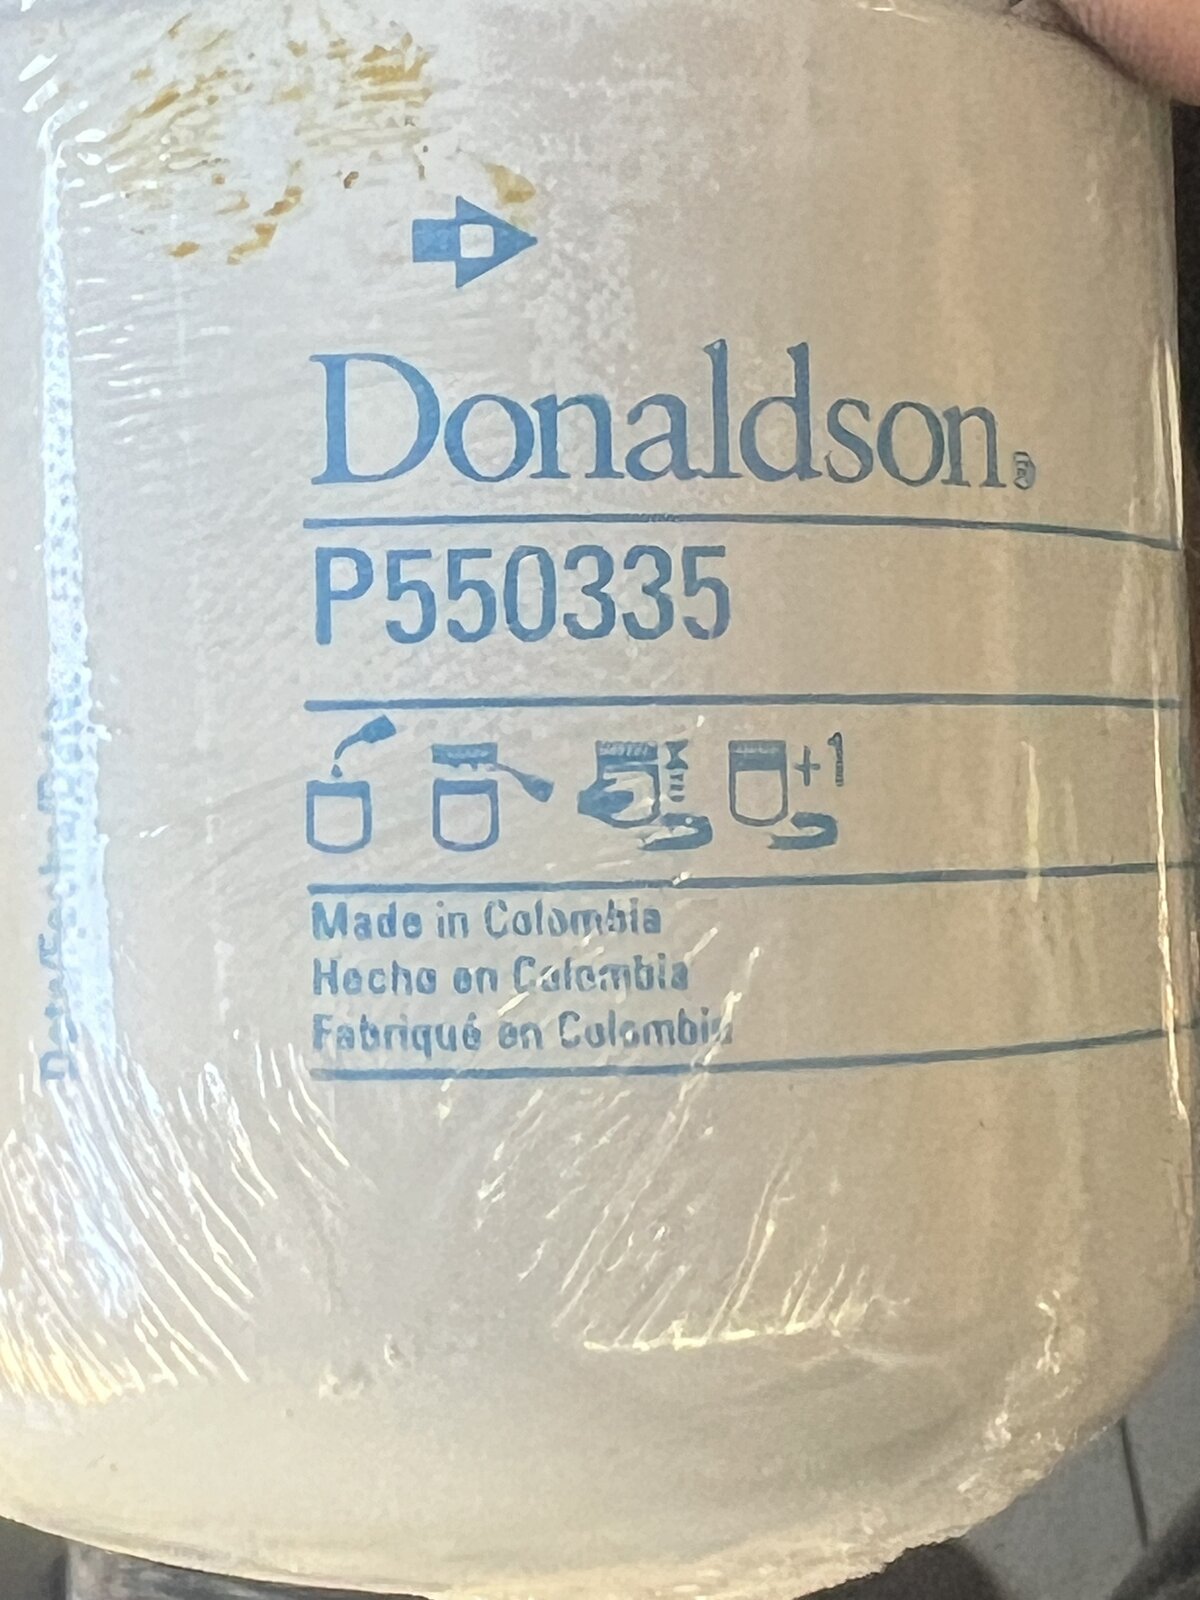 Donaldson®
P550335
+1
Made in Colombia
Hecho en Colombia
Fabriqué en Colombia